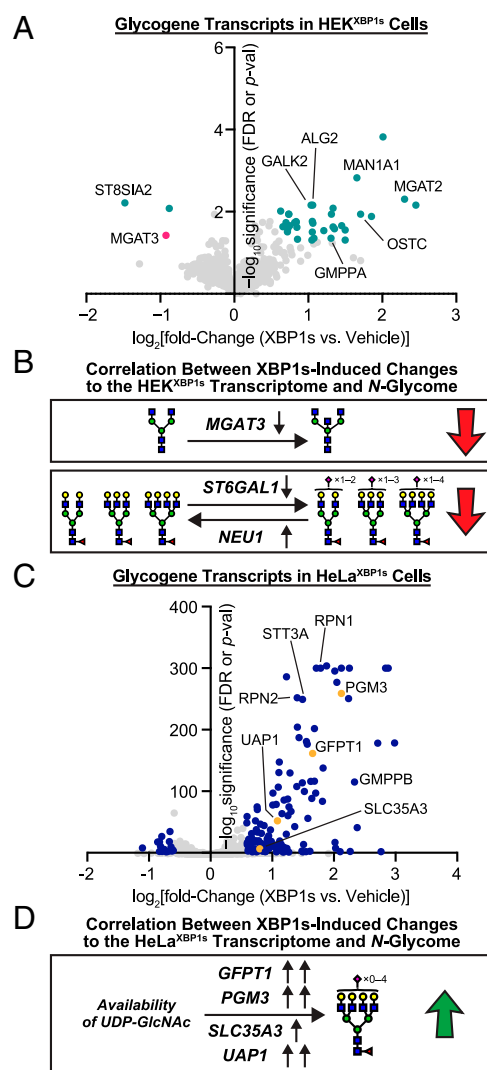 A
Glycogene Transcripts in HEK^XBP1s Cells
−log10[significance (FDR or p-val)
6
4
2
ALG2
GALK2
MAN1A1
ST8SIA2
MGAT2
MGAT3
OSTC
GMPPA
−2 −1 0 1 2 3
log2[fold-Change (XBP1s vs. Vehicle)]
B
Correlation Between XBP1s-Induced Changes
to the HEK^XBP1s Transcriptome and N-Glycome
MGAT3 ↓
ST6GAL1 ↓
×1–2 ×1–3 ×1–4
NEU1 ↑
C
Glycogene Transcripts in HeLa^XBP1s Cells
−log10[significance (FDR or p-val)
400
300
200
100
RPN1
STT3A
PGM3
RPN2
UAP1
GFPT1
GMPPB
SLC35A3
-2 −1 0 1 2 3 4
log2[fold-Change (XBP1s vs. Vehicle)]
D
Correlation Between XBP1s-Induced Changes
to the HeLa^XBP1s Transcriptome and N-Glycome
GFPT1 ↑↑
×0–4
PGM3 ↑↑
Availability
of UDP-GlcNAc
SLC35A3 ↑
UAP1 ↑↑